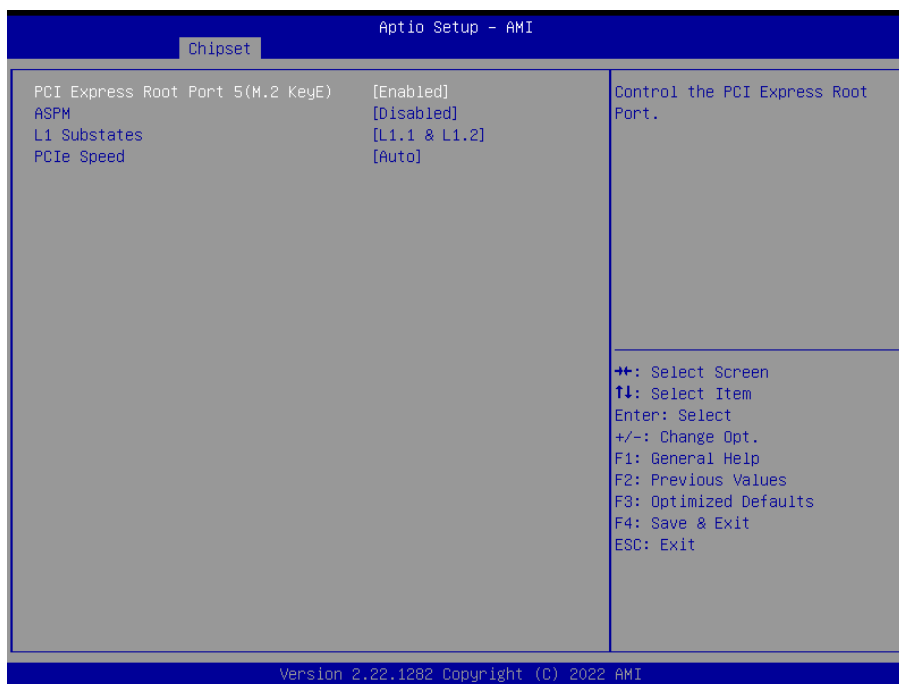 Aptio Setup – AMI
Chipset
PCI Express Root Port 5(M.2 KeyE) [Enabled]
ASPM [Disabled]
L1 Substates [L1.1 & L1.2]
PCIe Speed [Auto]
Control the PCI Express Root
Port.
→←: Select Screen
↑↓: Select Item
Enter: Select
+/-: Change Opt.
F1: General Help
F2: Previous Values
F3: Optimized Defaults
F4: Save & Exit
ESC: Exit
Version 2.22.1282 Copyright (C) 2022 AMI